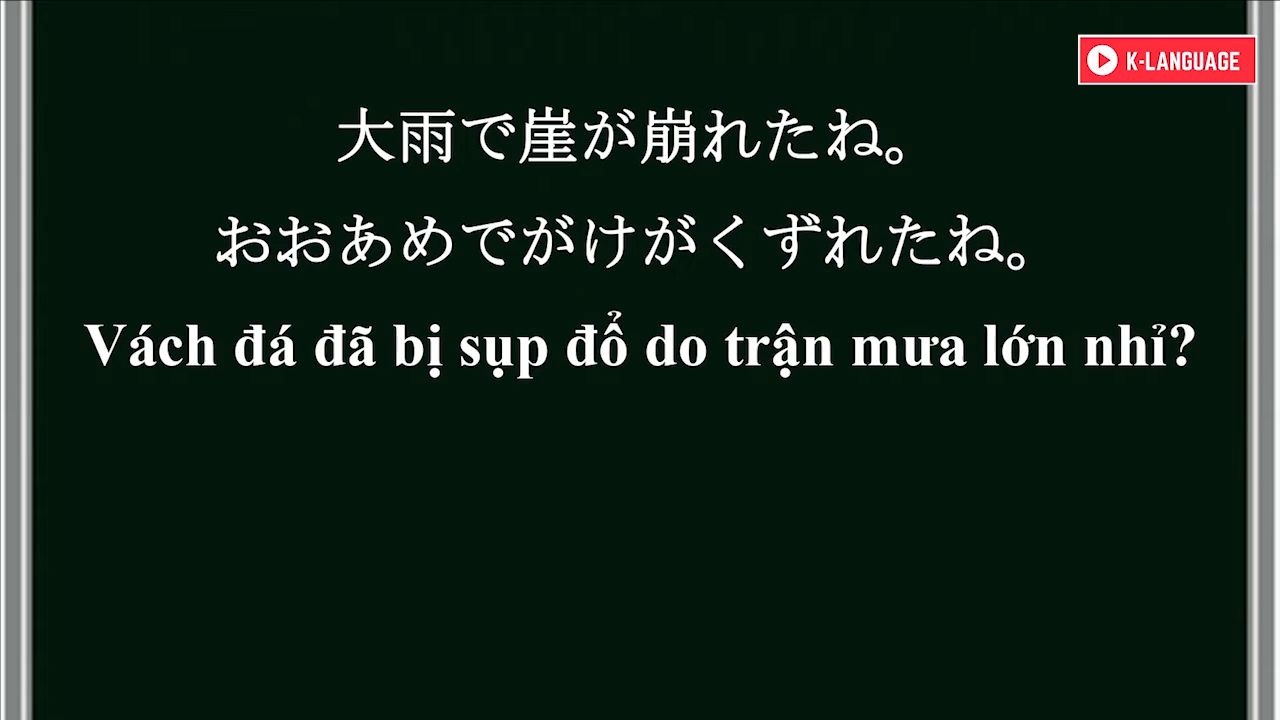 K-LANGUAGE
大雨で崖が崩れたね。
おおあめでがけがくずれたね。
Vách đá đã bị sụp đổ do trận mưa lớn nhỉ?